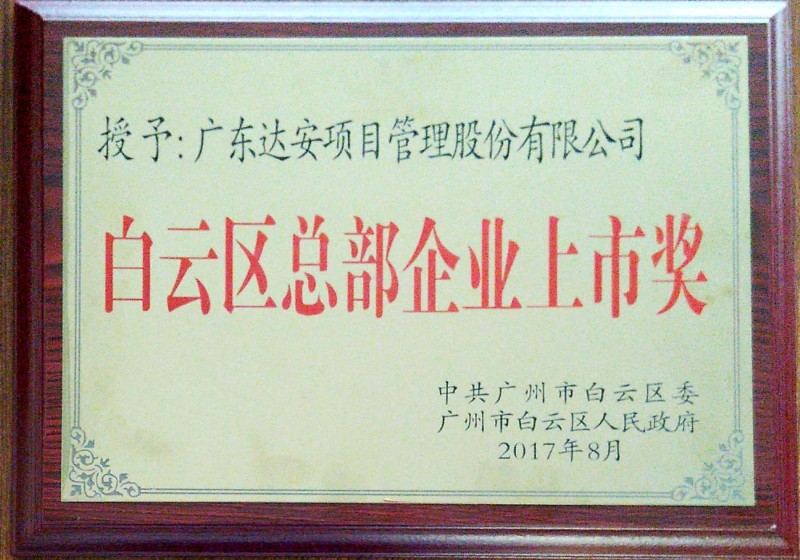 授予:广东达安项目管理股份有限公司
白云区总部企业上市奖
中共广州市白云区委
广州市白云区人民政府
2017年8月